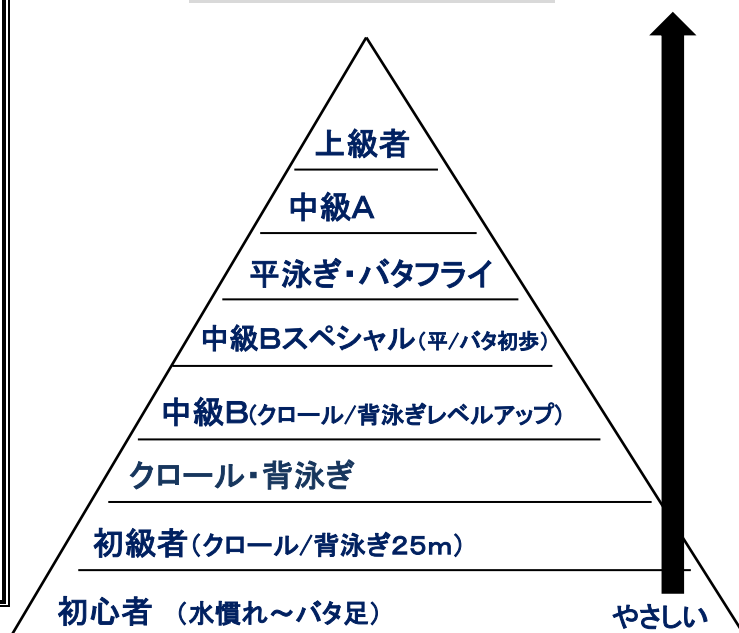 上級者
中級A
平泳ぎ・バタフライ
中級Bスペシャル（平/バタ初歩）
中級B(クロール/背泳ぎレベルアップ)
クロール・背泳ぎ
初級者（クロール/背泳ぎ25m）
初心者 （水慣れ～バタ足）
やさしい